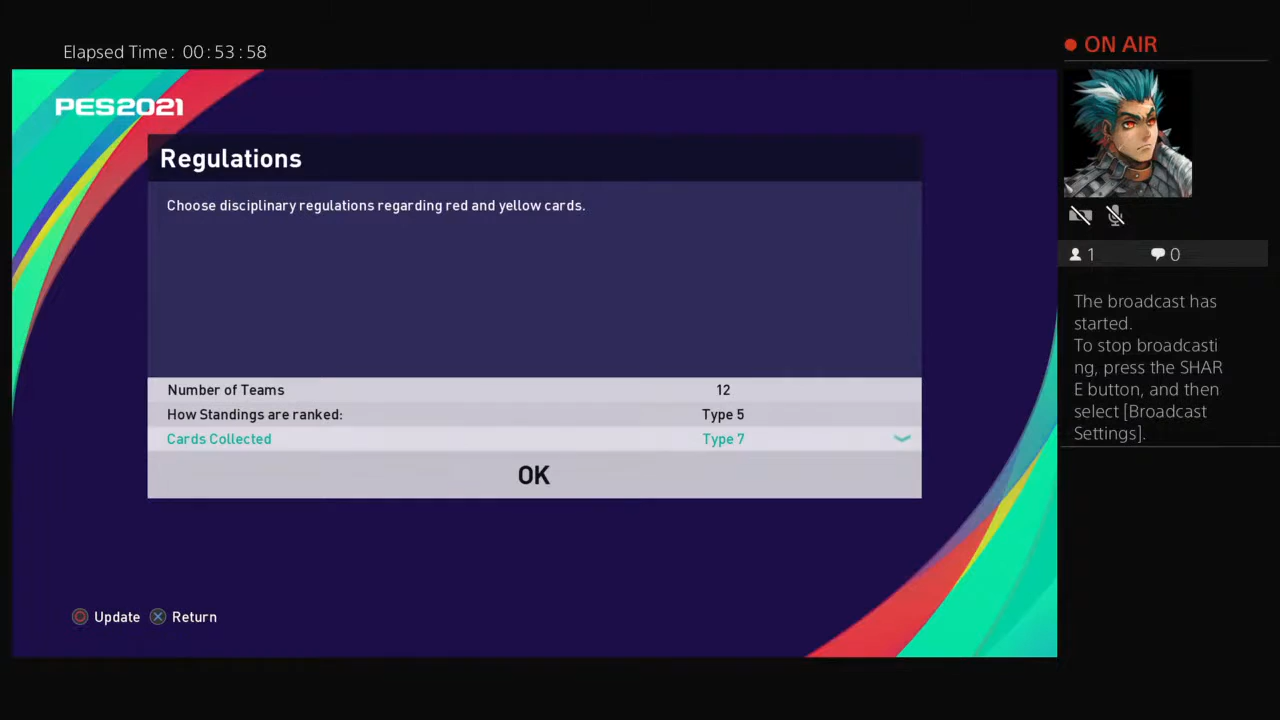 Elapsed Time: 00:53:58
ON AIR
PES2021
Regulations
Choose disciplinary regulations regarding red and yellow cards.
1 0
The broadcast has
started.
To stop broadcasti
ng, press the SHAR
E button, and then
select [Broadcast
Settings].
Number of Teams 12
How Standings are ranked: Type 5
Cards Collected Type 7
OK
Update Return